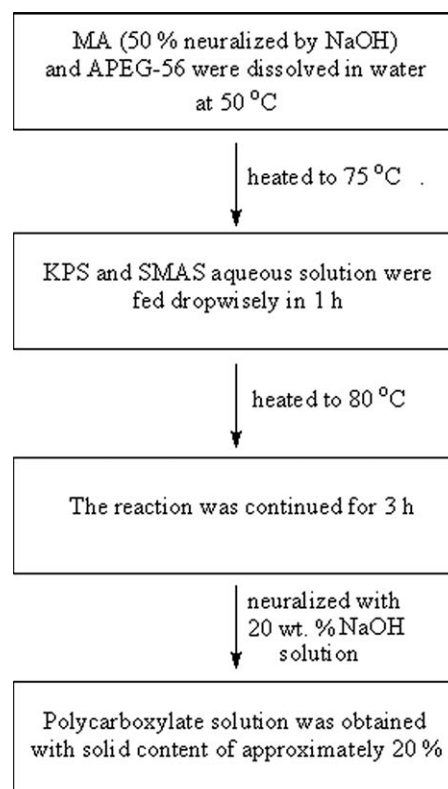 MA (50 % neuralized by NaOH)
and APEG-56 were dissolved in water
at 50 °C
heated to 75 °C .
KPS and SMAS aqueous solution were
fed dropwisely in 1 h
heated to 80 °C
The reaction was continued for 3 h
neuralized with
20 wt. % NaOH
solution
Polycarboxylate solution was obtained
with solid content of approximately 20 %